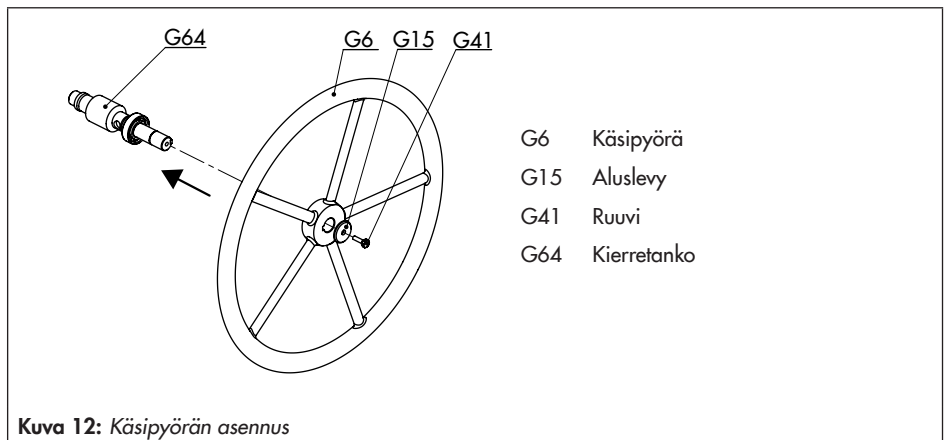 G64
G6 G15 G41
G6 Käsipyörä
G15 Aluslevy
G41 Ruuvi
G64 Kierretanko
Kuva 12: Käsipyörän asennus